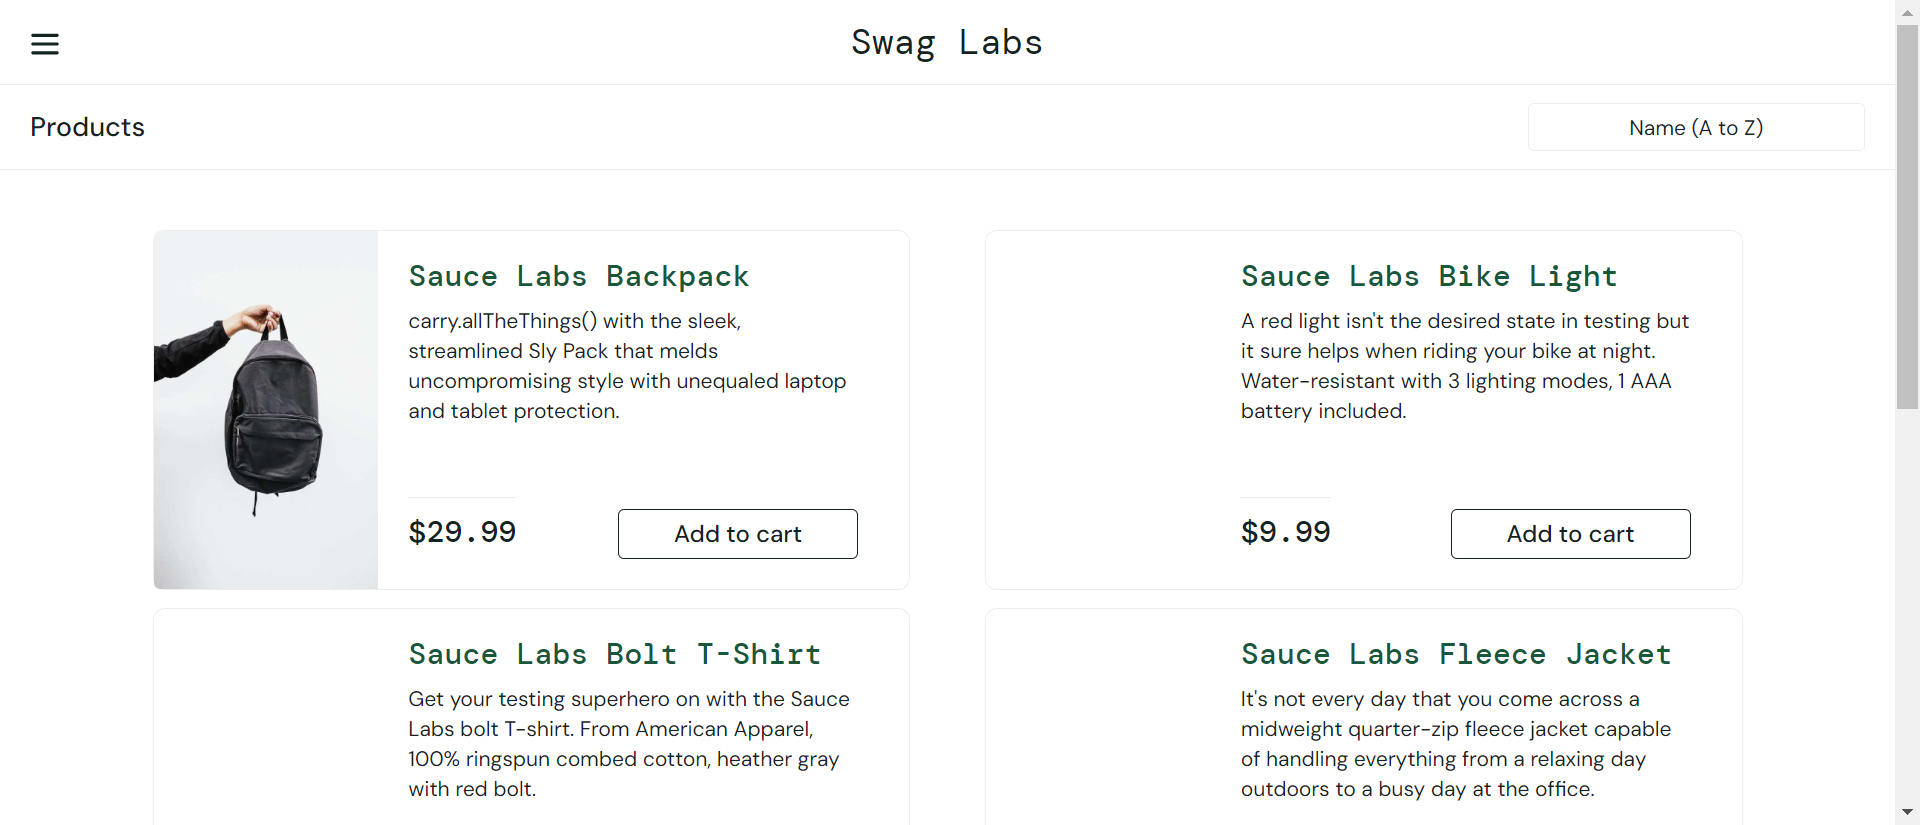 Swag Labs
Products
Name (A to Z)
Sauce Labs Backpack
carry.allTheThings() with the sleek,
streamlined Sly Pack that melds
uncompromising style with unequaled laptop
and tablet protection.
$29.99
Add to cart
Sauce Labs Bike Light
A red light isn't the desired state in testing but
it sure helps when riding your bike at night.
Water-resistant with 3 lighting modes, 1 AAA
battery included.
$9.99
Add to cart
Sauce Labs Bolt T-Shirt
Get your testing superhero on with the Sauce
Labs bolt T-shirt. From American Apparel,
100% ringspun combed cotton, heather gray
with red bolt.
Sauce Labs Fleece Jacket
It's not every day that you come across a
midweight quarter-zip fleece jacket capable
of handling everything from a relaxing day
outdoors to a busy day at the office.